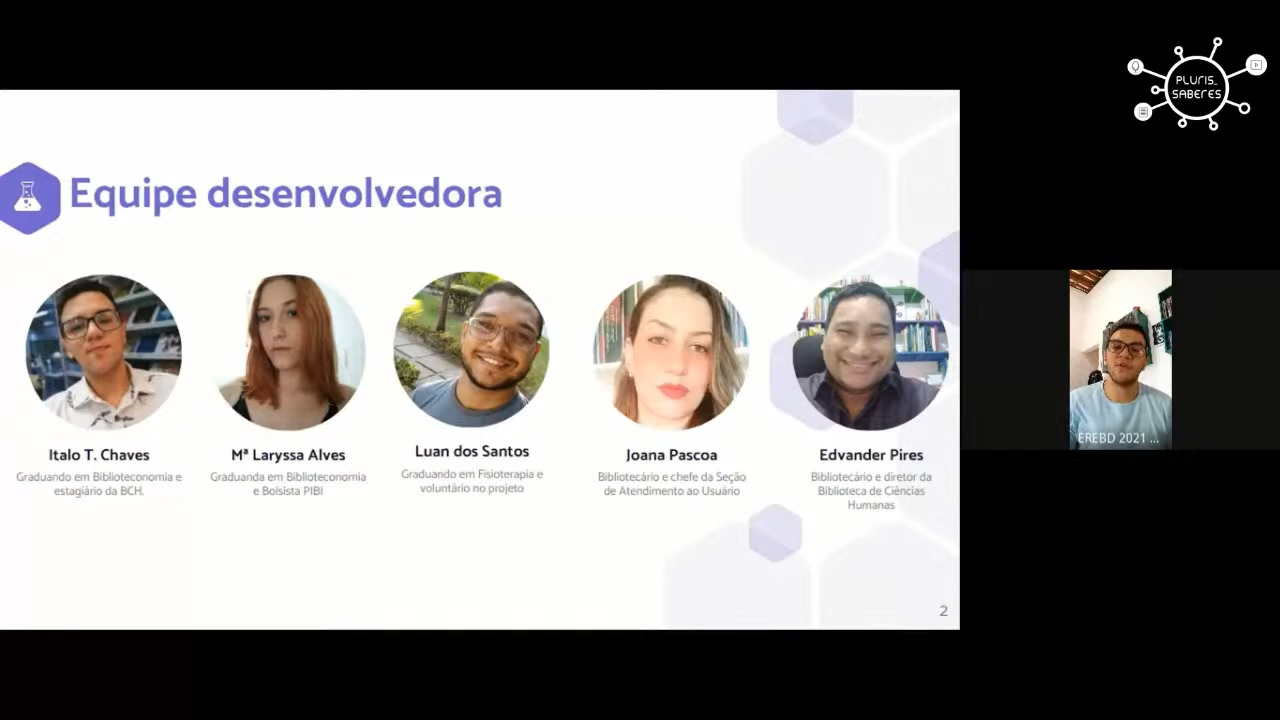 PLURIS_
SABERES
Equipe desenvolvedora
Italo T. Chaves
Graduando em Biblioteconomia e
estagiário da BCH.
Mª Laryssa Alves
Graduanda em Biblioteconomia
e Bolsista PIBI
Luan dos Santos
Graduando em Fisioterapia e
voluntário no projeto
Joana Pascoa
Bibliotecário e chefe da Seção
de Atendimento ao Usuário
Edvander Pires
Bibliotecário e diretor da
Biblioteca de Ciências
Humanas
EREBD 2021 ...
2